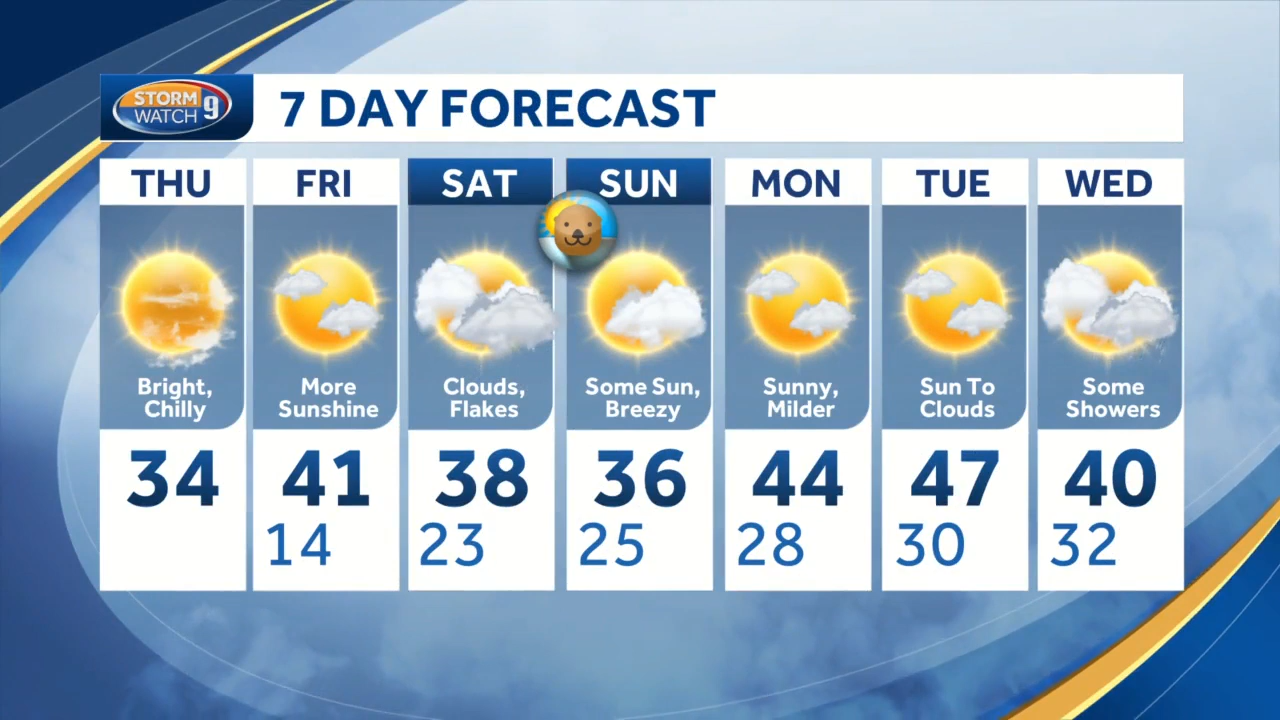 STORM
WATCH 9
7 DAY FORECAST
THU FRI SAT SUN MON TUE WED
Bright, More Clouds, Some Sun, Sunny, Sun To Some
Chilly Sunshine Flakes Breezy Milder Clouds Showers
34 41 38 36 44 47 40
14 23 25 28 30 32